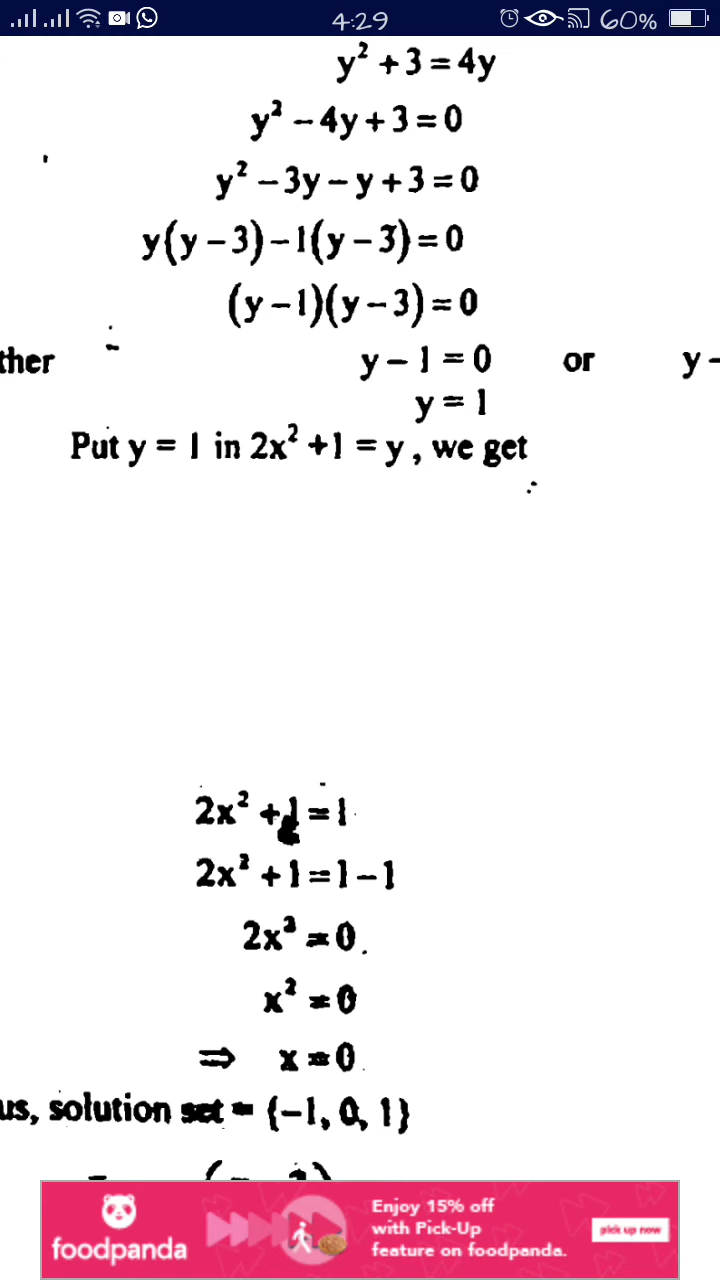 4:29 60%
y² + 3 = 4y
y² – 4y + 3 = 0
y² – 3y – y + 3 = 0
y(y – 3) – 1(y – 3) = 0
(y – 1)(y – 3) = 0
ther y – 1 = 0 or y –
y = 1
Put y = 1 in 2x² +1 = y, we get
2x² + 1 = 1
2x² + 1 = 1 – 1
2x² = 0
x² = 0
⇒ x = 0
us, solution set = {–1, 0, 1}
foodpanda
Enjoy 15% off
with Pick-Up
feature on foodpanda.
pick up now